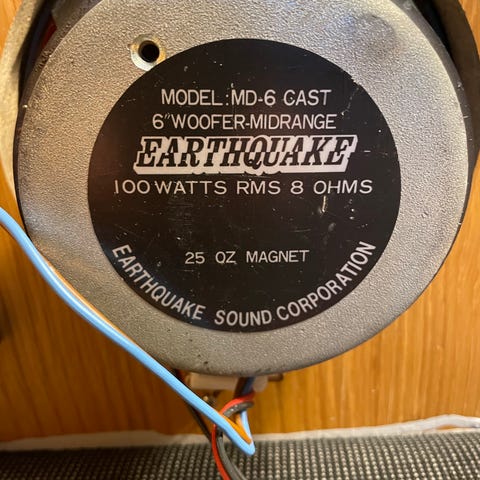 MODEL: MD-6 CAST
6" WOOFER-MIDRANGE
EARTHQUAKE
100 WATTS RMS 8 OHMS
25 OZ MAGNET
EARTHQUAKE SOUND CORPORATION